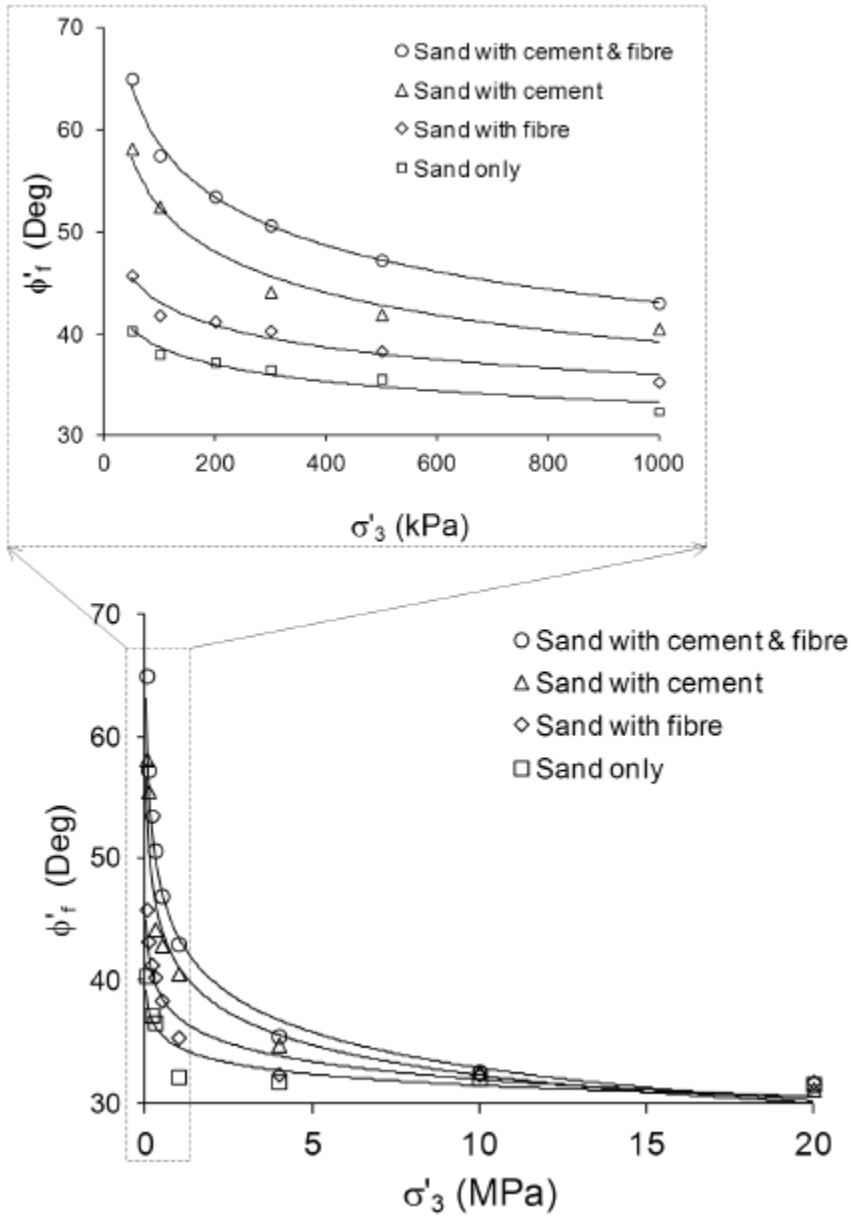 70
Sand with cement & fibre
Sand with cement
60
Sand with fibre
Sand only
ϕ'f (Deg)
50
40
30
0 200 400 600 800 1000
σ'3 (kPa)
70
Sand with cement & fibre
Sand with cement
Sand with fibre
60
Sand only
ϕ'f (Deg)
50
40
30
0 5 10 15 20
σ'3 (MPa)